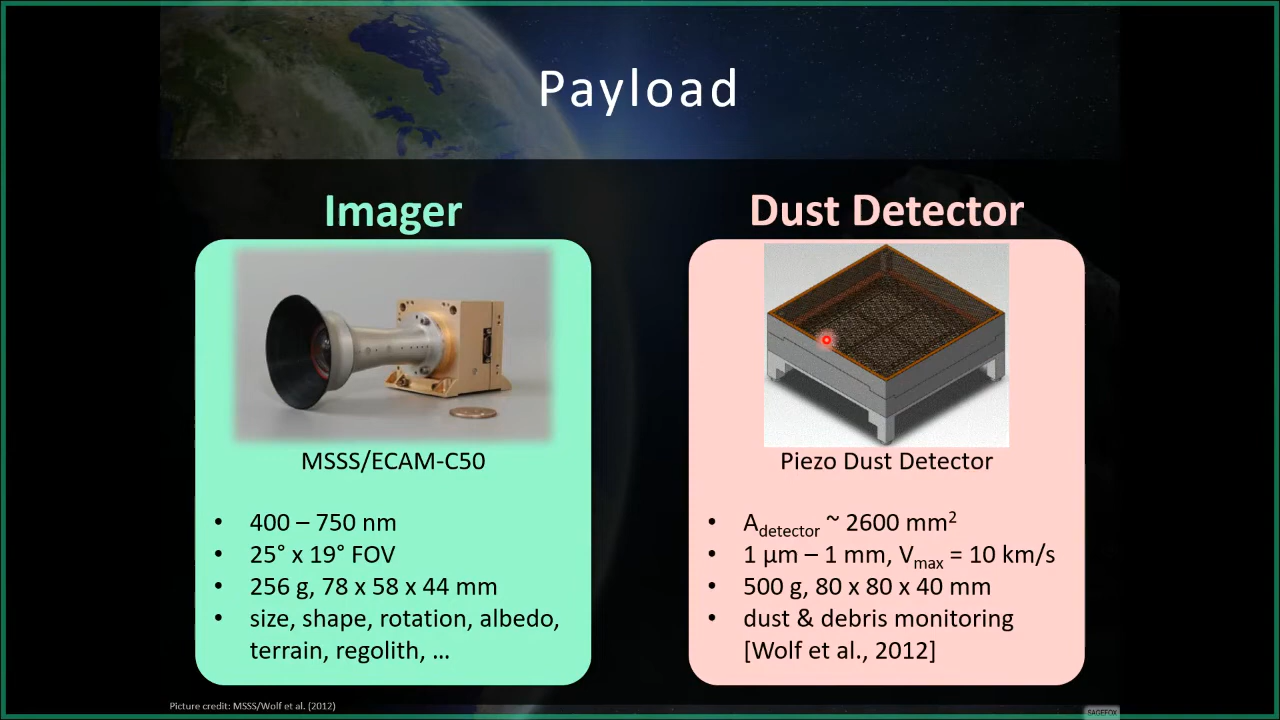 Payload
Imager
MSSS/ECAM-C50
• 400 – 750 nm
• 25° x 19° FOV
• 256 g, 78 x 58 x 44 mm
• size, shape, rotation, albedo,
terrain, regolith, ...
Dust Detector
Piezo Dust Detector
• Adetector ~ 2600 mm²
• 1 μm – 1 mm, Vmax = 10 km/s
• 500 g, 80 x 80 x 40 mm
• dust & debris monitoring
[Wolf et al., 2012]
Picture credit: MSSS/Wolf et al. (2012)
SAGEFOX